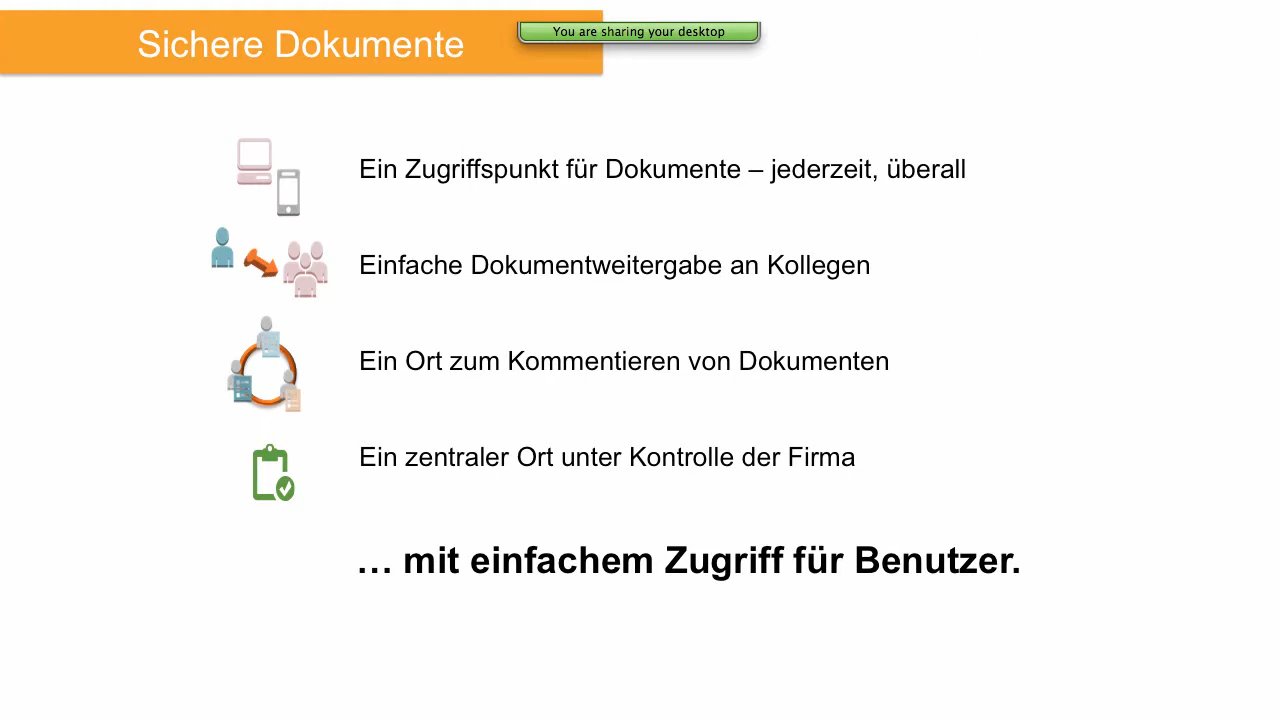 Sichere Dokumente
You are sharing your desktop
Ein Zugriffspunkt für Dokumente – jederzeit, überall
Einfache Dokumentweitergabe an Kollegen
Ein Ort zum Kommentieren von Dokumenten
Ein zentraler Ort unter Kontrolle der Firma
… mit einfachem Zugriff für Benutzer.